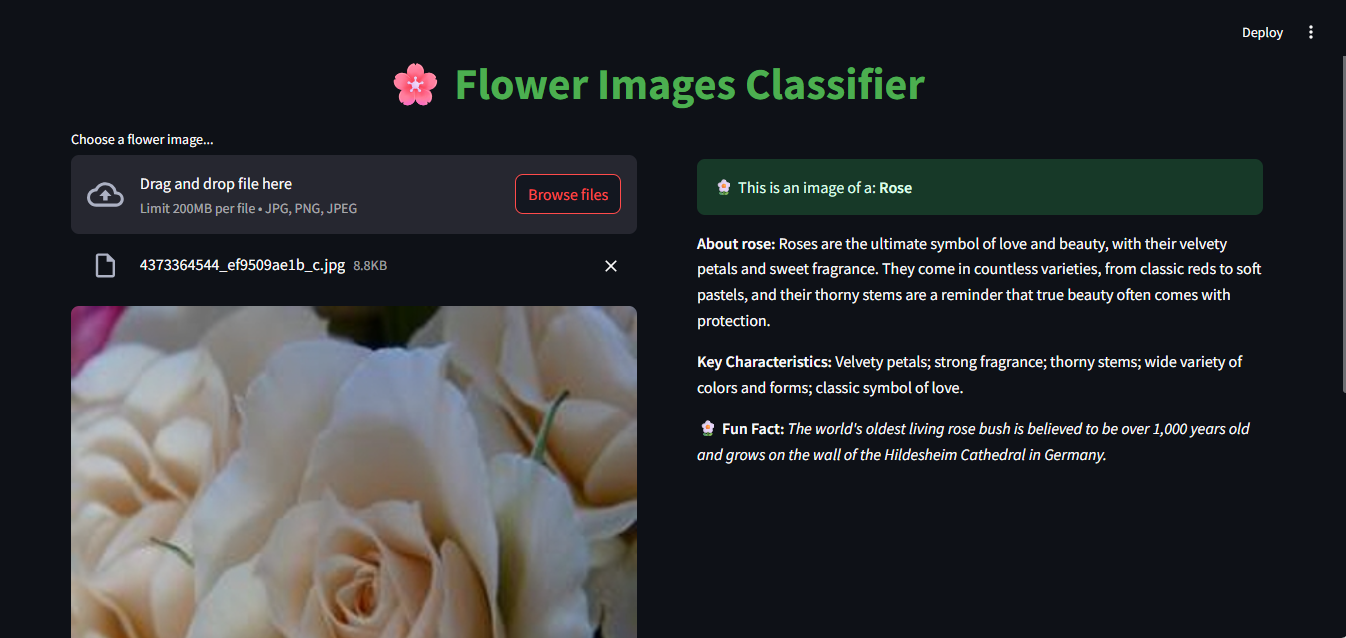 Deploy
Flower Images Classifier
Choose a flower image...
Drag and drop file here
Limit 200MB per file • JPG, PNG, JPEG
Browse files
4373364544_ef9509ae1b_c.jpg 8.8KB
This is an image of a: Rose
About rose: Roses are the ultimate symbol of love and beauty, with their velvety
petals and sweet fragrance. They come in countless varieties, from classic reds to soft
pastels, and their thorny stems are a reminder that true beauty often comes with
protection.
Key Characteristics: Velvety petals; strong fragrance; thorny stems; wide variety of
colors and forms; classic symbol of love.
Fun Fact: The world's oldest living rose bush is believed to be over 1,000 years old
and grows on the wall of the Hildesheim Cathedral in Germany.